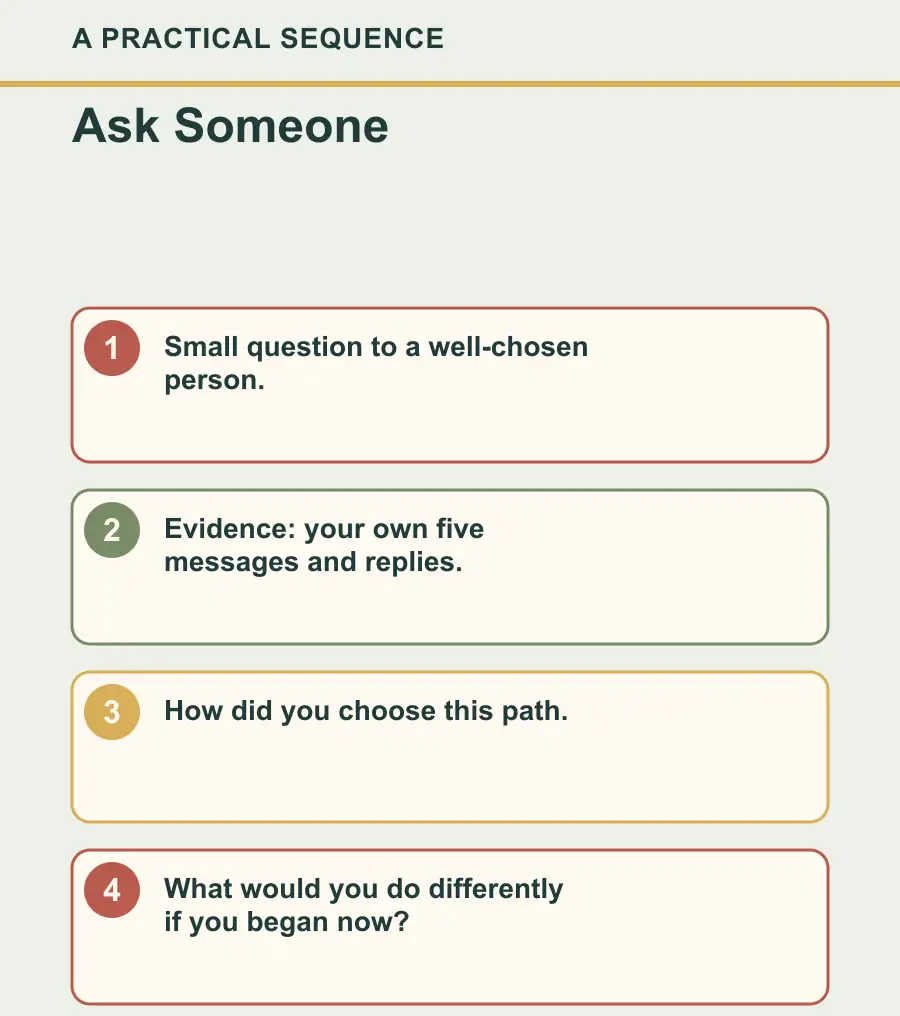 A PRACTICAL SEQUENCE
Ask Someone
1
Small question to a well-chosen
person.
2
Evidence: your own five
messages and replies.
3
How did you choose this path.
4
What would you do differently
if you began now?